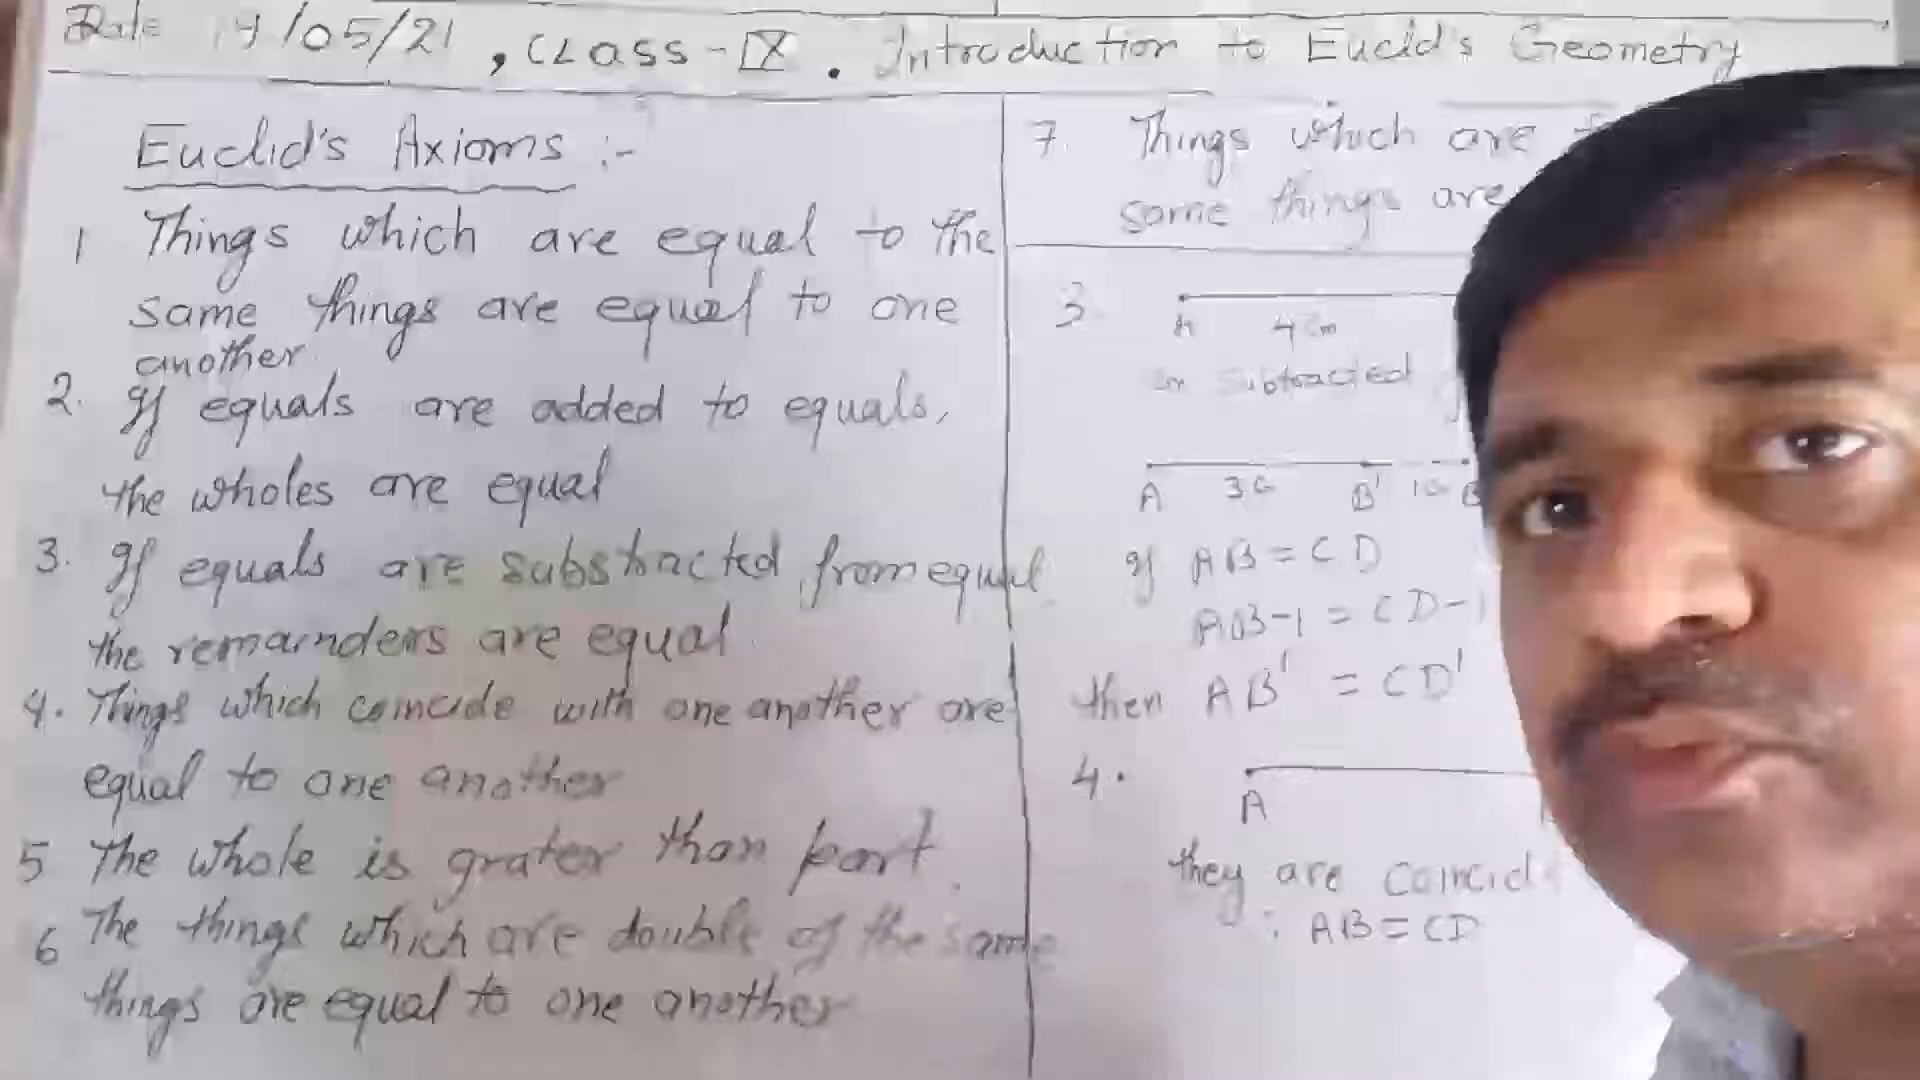 Date 17/05/21, CLASS-IX. Introduction to Eucid's Geometry
Euclid's Axioms :-
1 Things which are equal to the
same things are equal to one
another
2. If equals are added to equals,
the wholes are equal
3. If equals are substracted from equal
the remainders are equal
4. Things which coincide with one another are
equal to one another
5 The whole is grater than part.
6 The things which are double of the same
things are equal to one another
7. Things which are
same things are
3.
A 4cm
subtracted
A 3c B' 1c B
If AB = CD
AB-1 = CD-1
then AB' = CD'
4.
A
they are coincid
∴ AB = CD